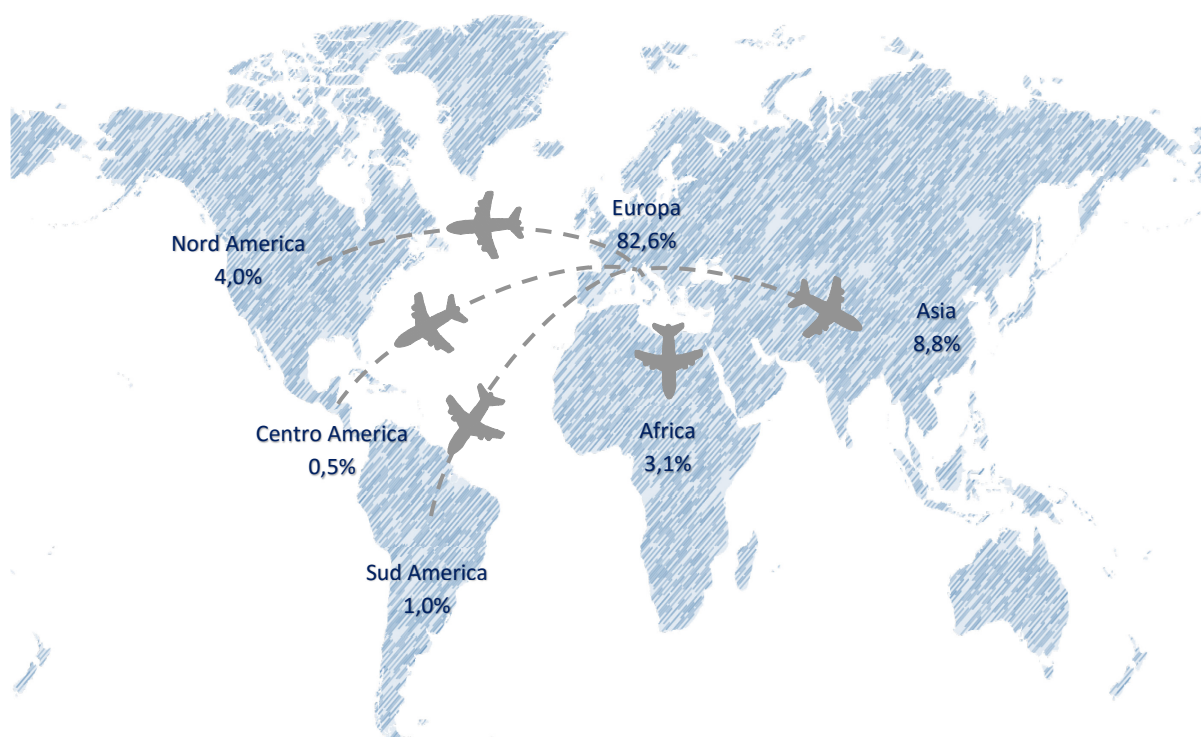 Europa
82,6%
Nord America
4,0%
Asia
8,8%
Centro America
0,5%
Africa
3,1%
Sud America
1,0%